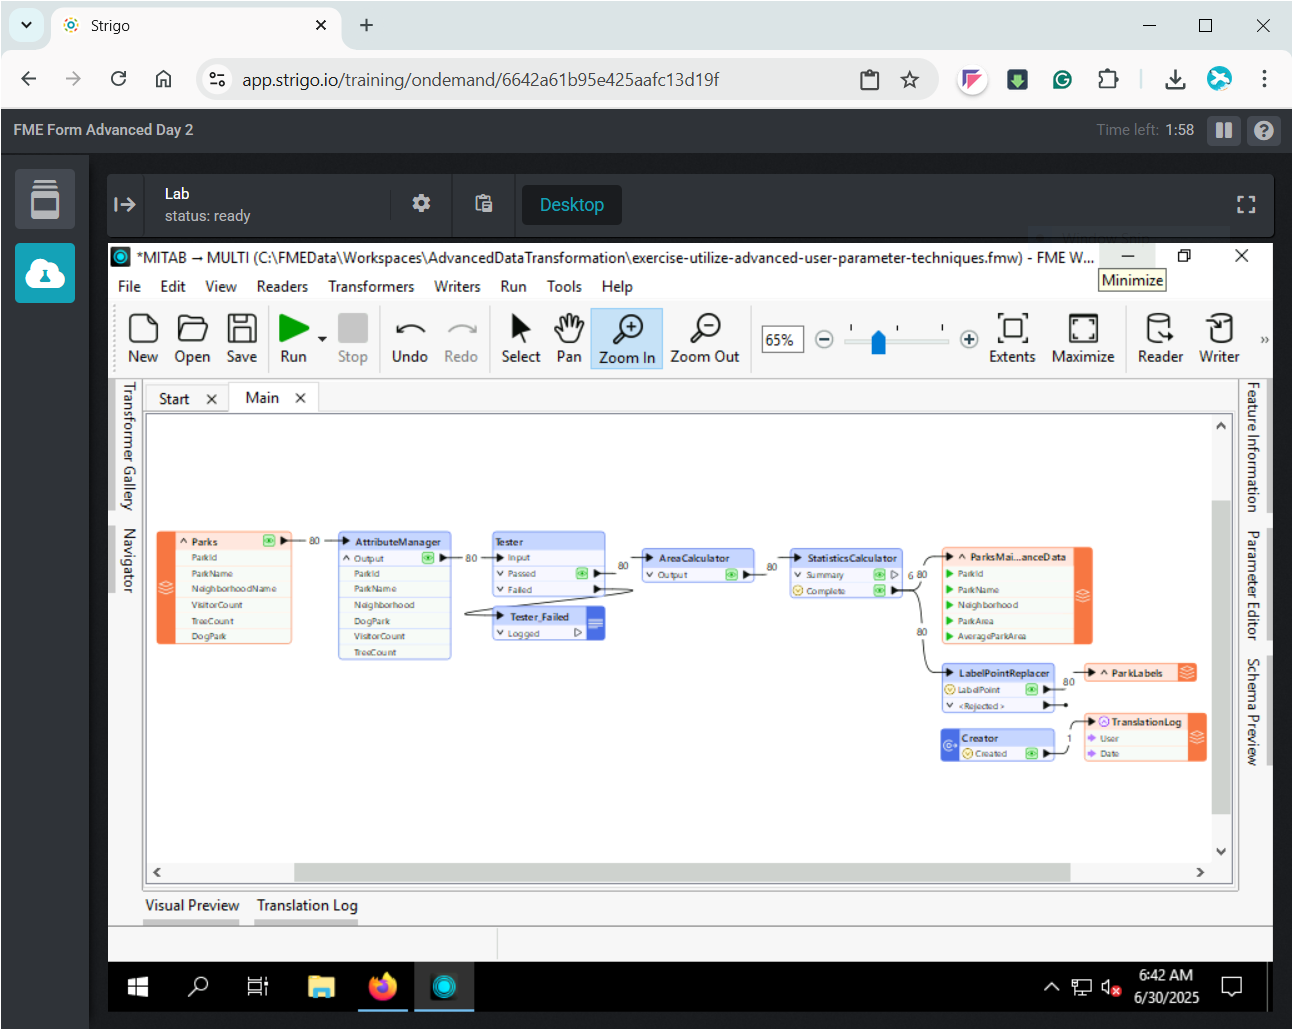 Strigo
app.strigo.io/training/ondemand/6642a61b95e425aafc13d19f
FME Form Advanced Day 2
Time left: 1:58
Lab
status: ready
Desktop
*MITAB → MULTI (C:\FMEData\Workspaces\AdvancedDataTransformation\exercise-utilize-advanced-user-parameter-techniques.fmw) - FME W...
Minimize
File Edit View Readers Transformers Writers Run Tools Help
New Open Save Run Stop Undo Redo Select Pan Zoom In Zoom Out 65% Extents Maximize Reader Writer »
Transformer Gallery
Navigator
Start Main
Parks
ParkId
ParkName
NeighborhoodName
VisitorCount
TreeCount
DogPark
80
AttributeManager
Output
ParkId
ParkName
Neighborhood
DogPark
VisitorCount
TreeCount
80
Tester
Input
Passed
Failed
80
Tester_Failed
Logged
AreaCalculator
Output
80
StatisticsCalculator
Summary
Complete
6 80
80
ParksMai...anceData
ParkId
ParkName
Neighborhood
ParkArea
AverageParkArea
LabelPointReplacer
LabelPoint
<Rejected>
80
ParkLabels
Creator
Created
1
TranslationLog
User
Date
Feature Information
Parameter Editor
Schema Preview
Visual Preview Translation Log
6:42 AM
6/30/2025